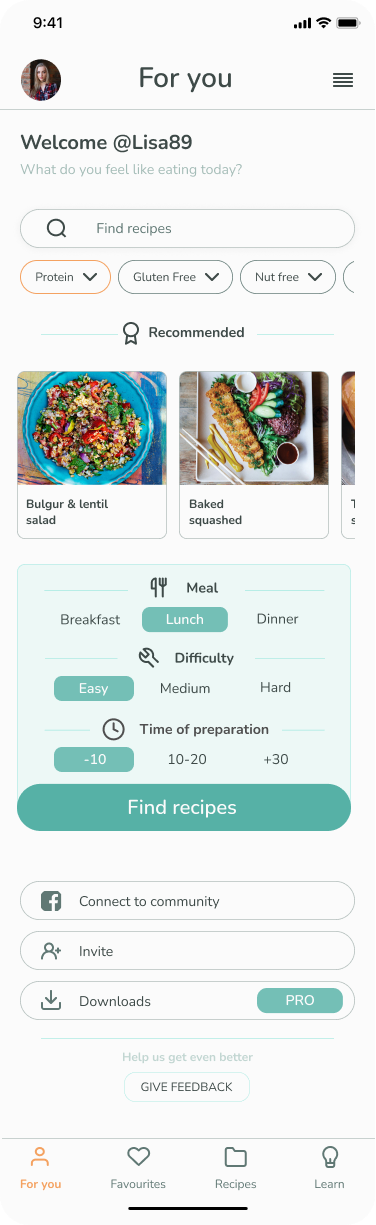 9:41
For you
Welcome @Lisa89
What do you feel like eating today?
Find recipes
Protein
Gluten Free
Nut free
Recommended
Bulgur & lentil
salad
Baked
squashed
Meal
Breakfast
Lunch
Dinner
Difficulty
Easy
Medium
Hard
Time of preparation
-10
10-20
+30
Find recipes
Connect to community
Invite
Downloads
PRO
Help us get even better
GIVE FEEDBACK
For you
Favourites
Recipes
Learn